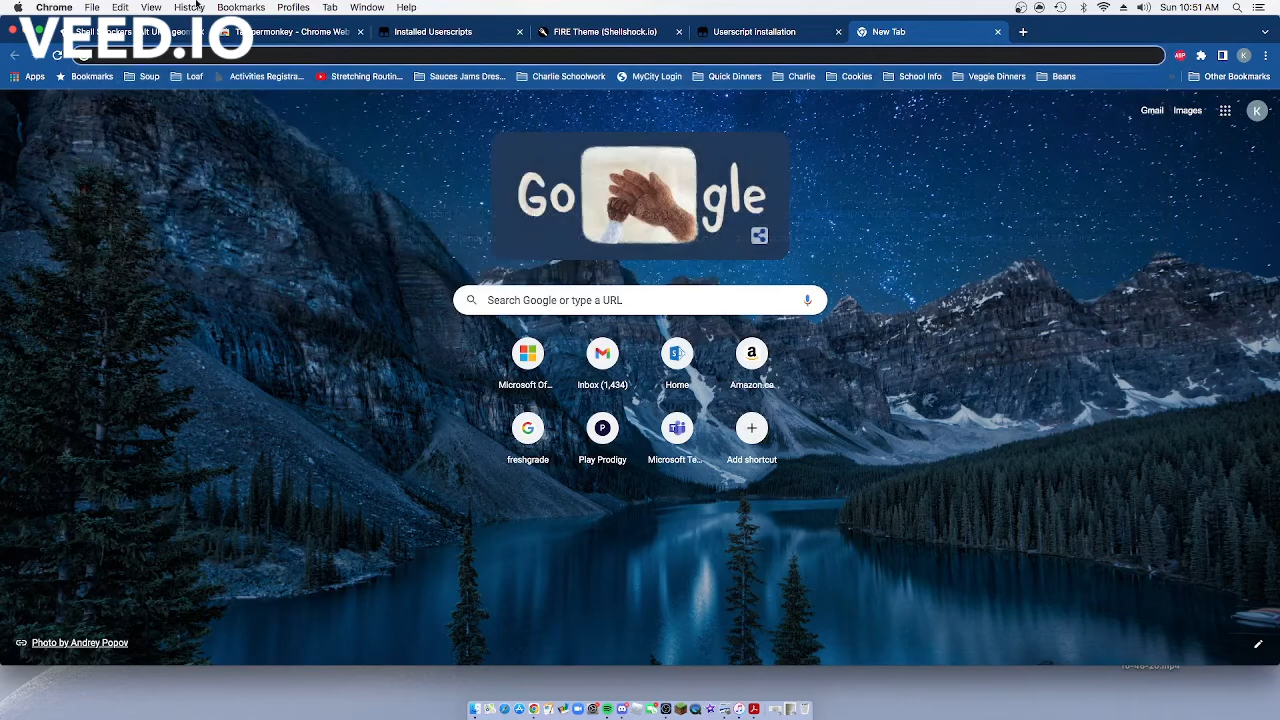 Chrome File Edit View History Bookmarks Profiles Tab Window Help Sun 10:51 AM
VEED.IO
Chrome Web Installed Userscripts FIRE Theme (Shellshock.io) Userscript installation New Tab
ABP K
Apps Bookmarks Soup Loaf Activities Registra... Stretching Routin... Sauces Jams Dres... Charlie Schoolwork MyCity Login Quick Dinners Charlie Cookies School Info Veggie Dinners Beans Other Bookmarks
Gmail Images K
Go gle
Search Google or type a URL
Microsoft Of... Inbox (1,434) Home Amazon.ca
freshgrade Play Prodigy Microsoft Te... Add shortcut
Photo by Andrey Popov